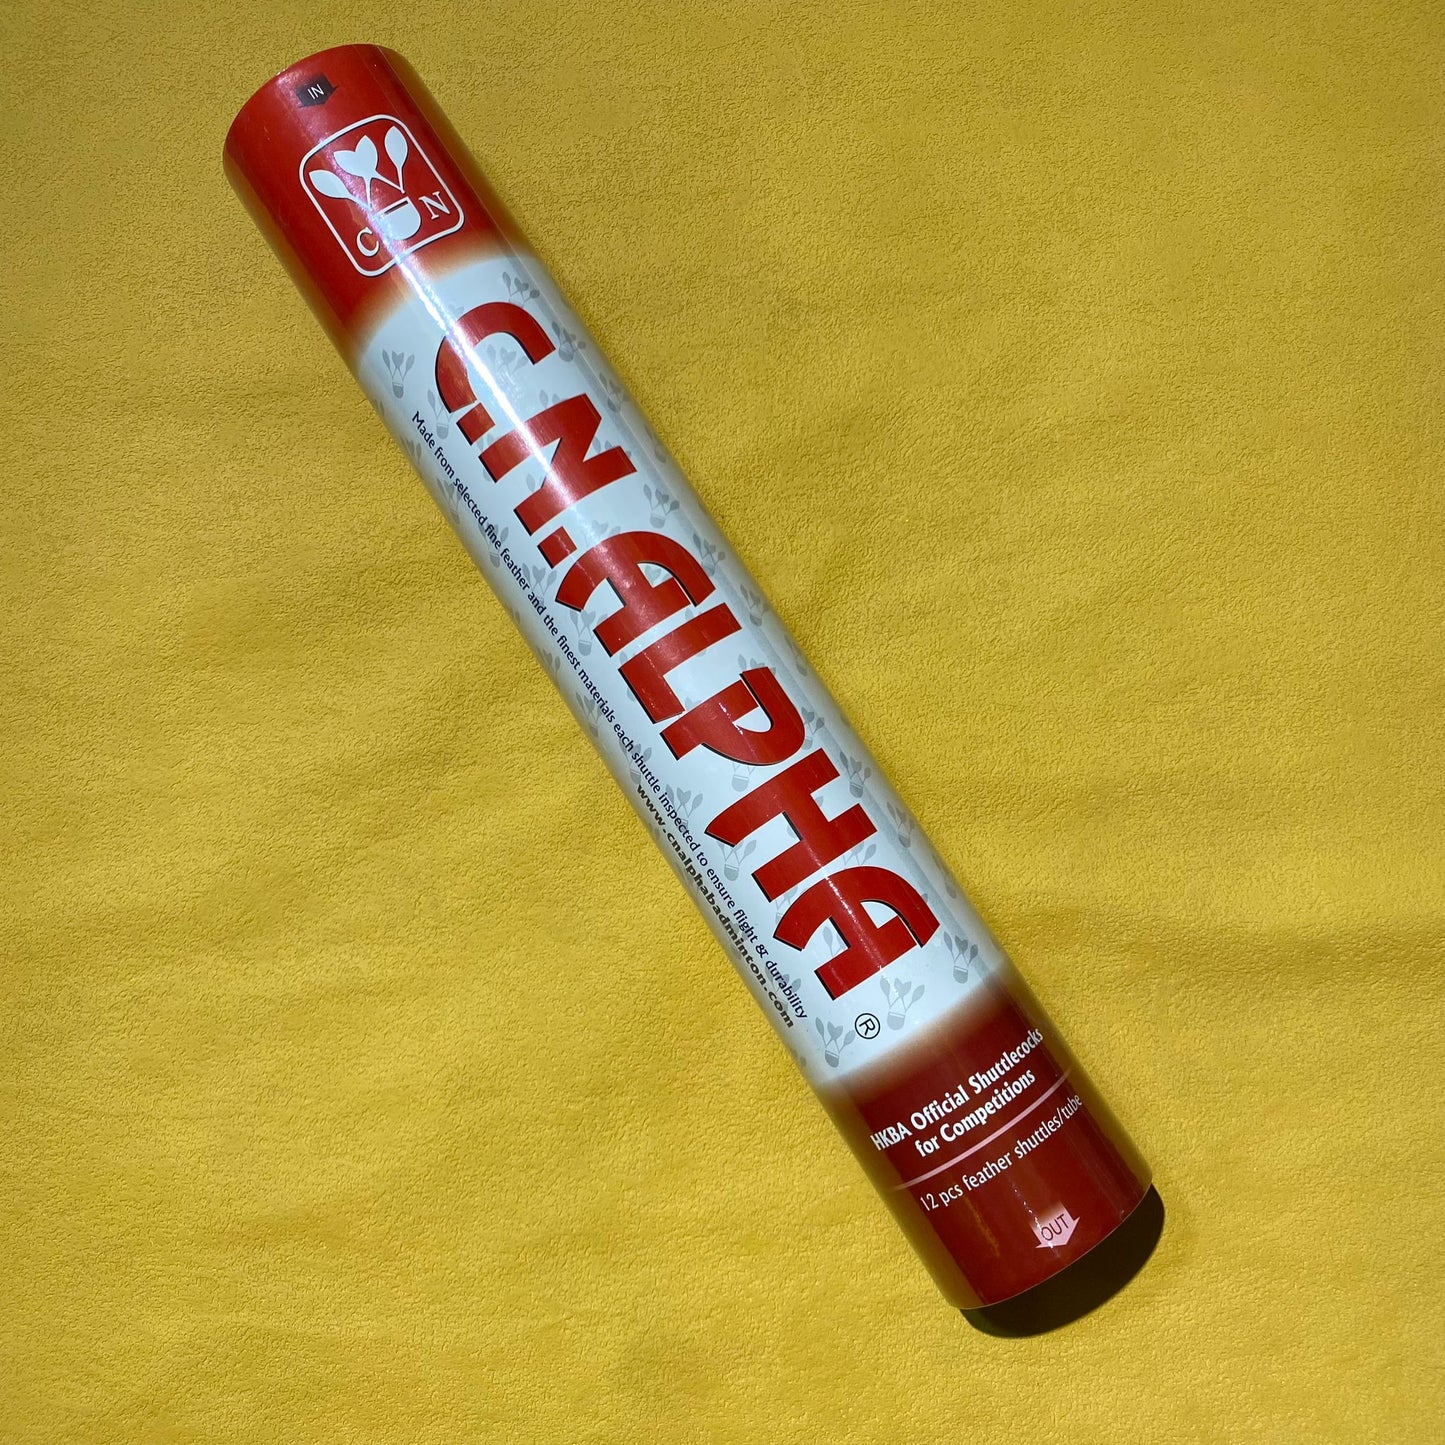 IN
C N
C.N.ALPHA®
Made from selected fine feather and the finest materials each shuttle inspected to ensure flight & durability
www.cnalphabadminton.com
HKBA Official Shuttlecocks
for Competitions
12 pcs feather shuttles/tube
OUT